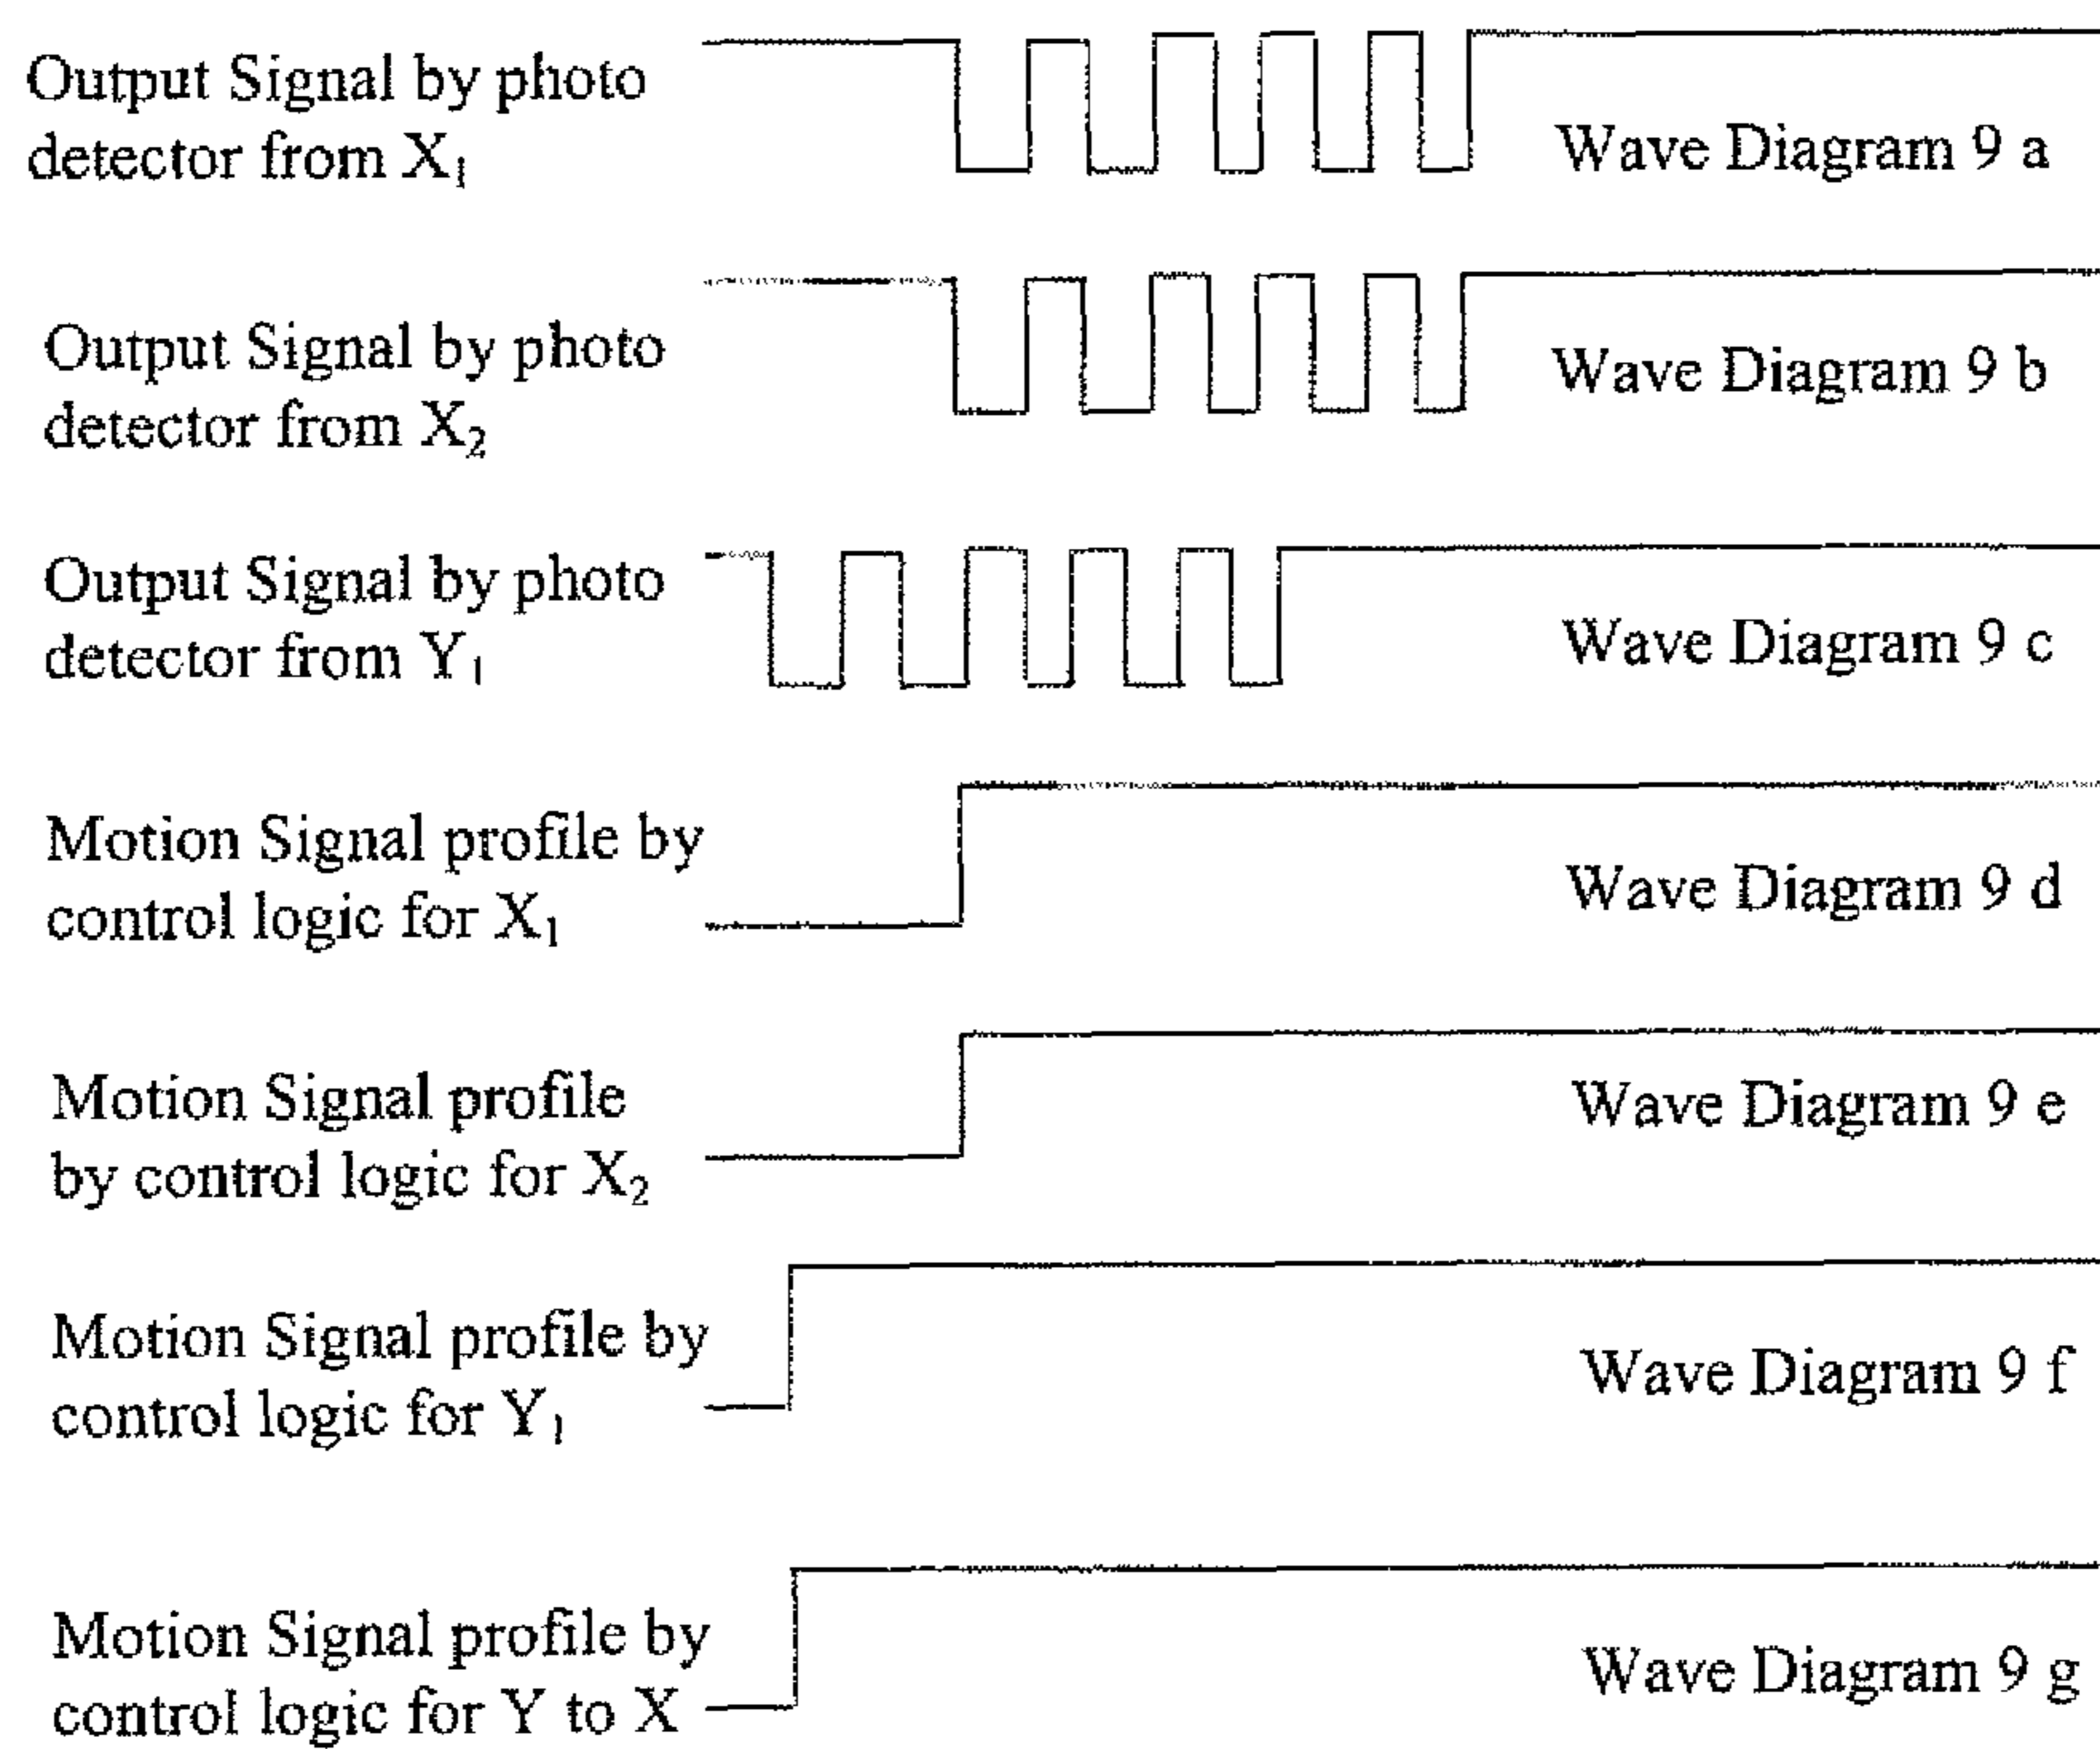 Output Signal by photo
detector from X₁
Wave Diagram 9 a
Output Signal by photo
detector from X₂
Wave Diagram 9 b
Output Signal by photo
detector from Y₁
Wave Diagram 9 c
Motion Signal profile by
control logic for X₁
Wave Diagram 9 d
Motion Signal profile
by control logic for X₂
Wave Diagram 9 e
Motion Signal profile by
control logic for Y₁
Wave Diagram 9 f
Motion Signal profile by
control logic for Y to X
Wave Diagram 9 g